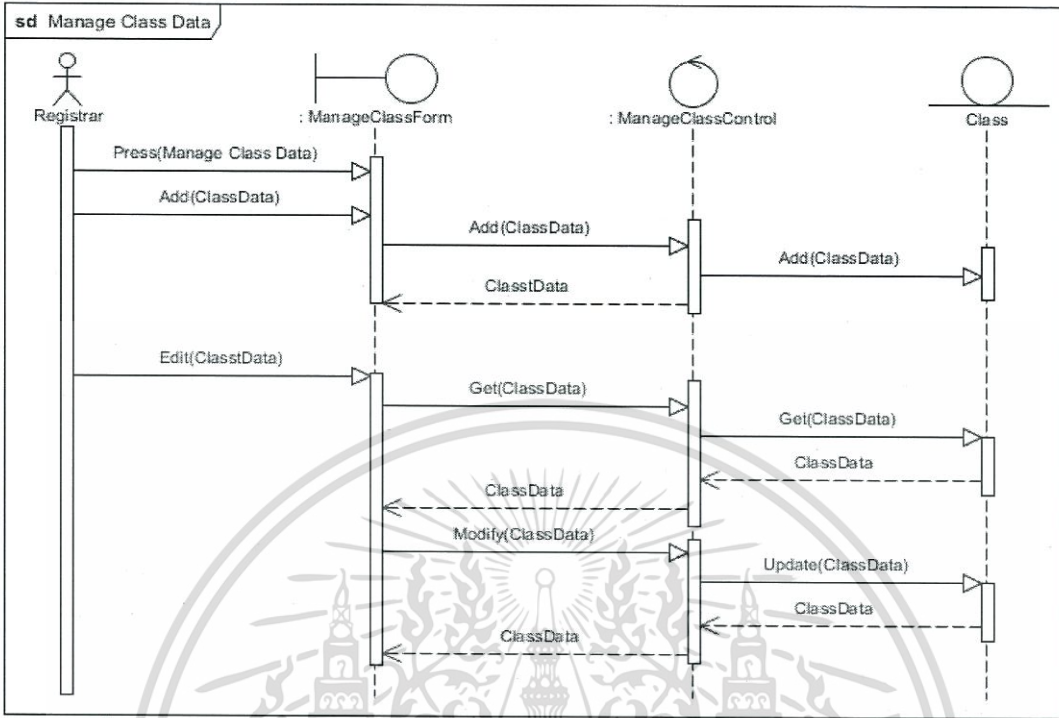 sd Manage Class Data
Registrar
: ManageClassForm
: ManageClassControl
Class
Press(Manage Class Data)
Add(ClassData)
Add(ClassData)
Add(ClassData)
ClasstData
Edit(ClasstData)
Get(ClassData)
Get(ClassData)
ClassData
ClassData
Modify(ClassData)
Update(ClassData)
ClassData
ClassData